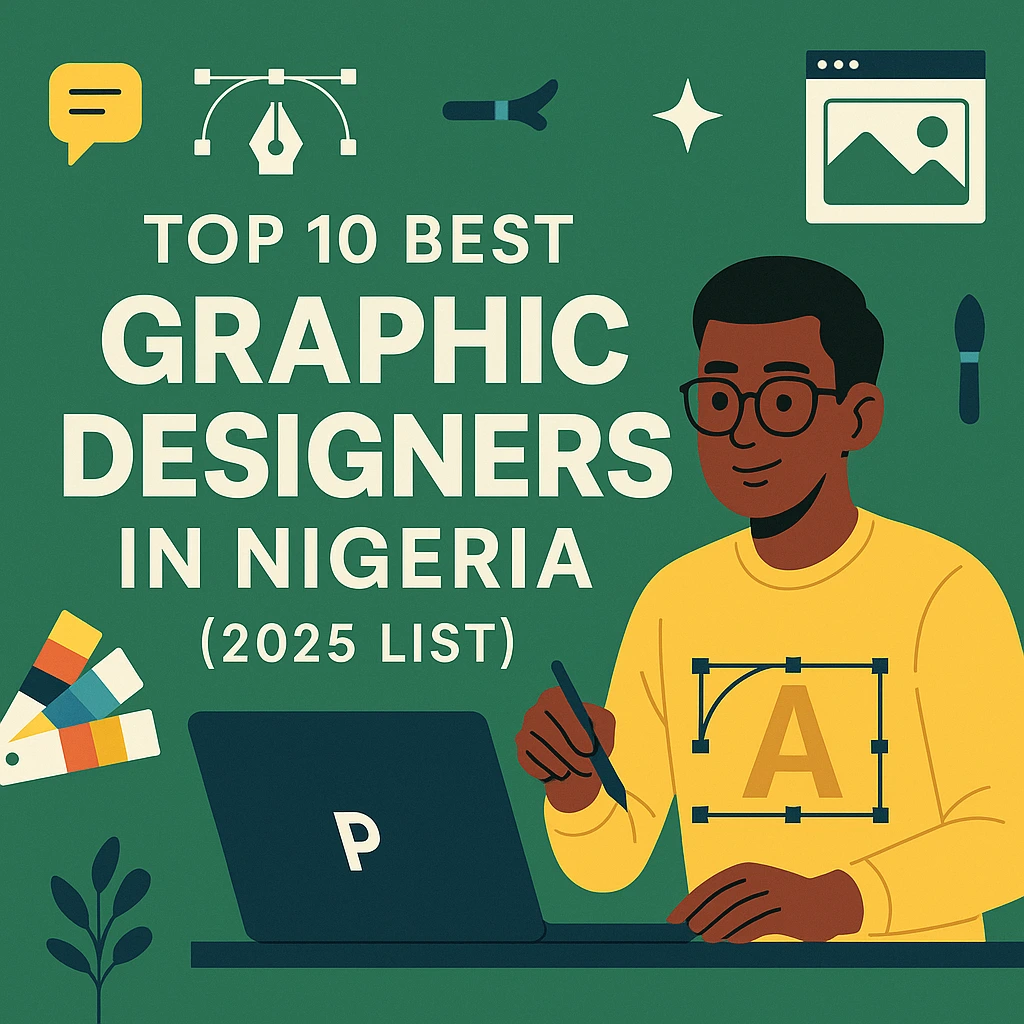 TOP 10 BEST
GRAPHIC
DESIGNERS
IN NIGERIA
(2025 LIST)
A
P